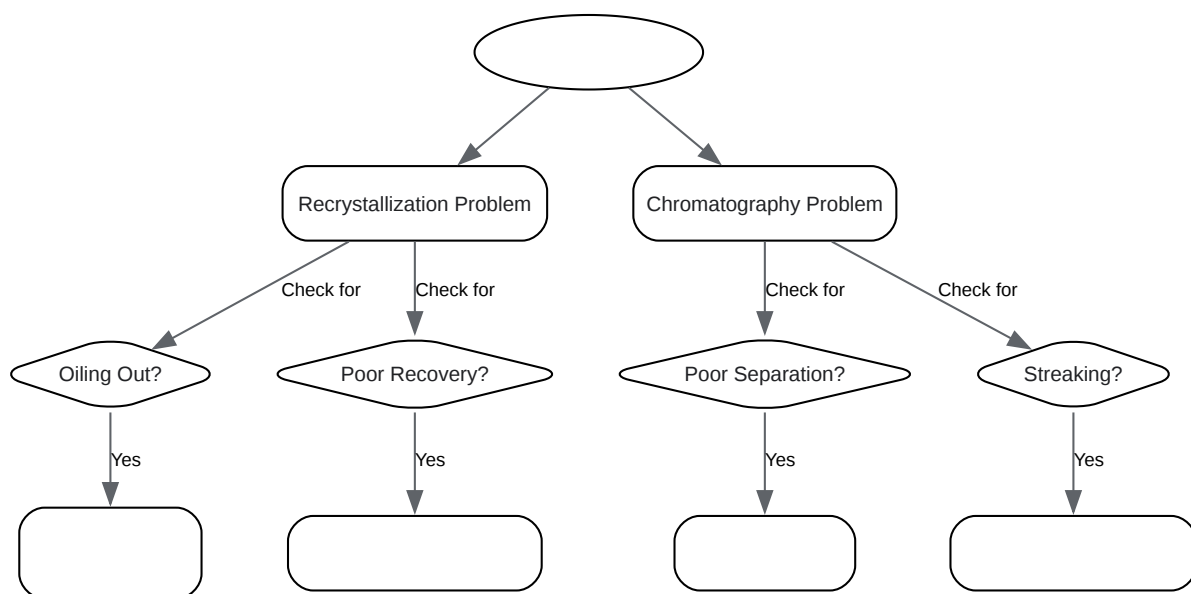 Recrystallization Problem
Chromatography Problem
Check for
Check for
Check for
Check for
Oiling Out?
Poor Recovery?
Poor Separation?
Streaking?
Yes
Yes
Yes
Yes